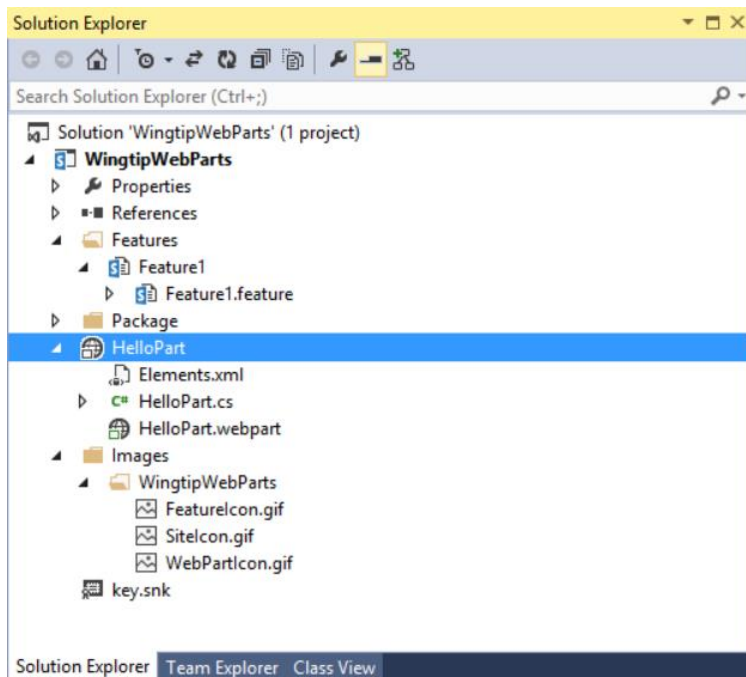 Solution Explorer
Search Solution Explorer (Ctrl+;)
Solution 'WingtipWebParts' (1 project)
WingtipWebParts
Properties
References
Features
Feature1
Feature1.feature
Package
HelloPart
Elements.xml
C# HelloPart.cs
HelloPart.webpart
Images
WingtipWebParts
FeatureIcon.gif
SiteIcon.gif
WebPartIcon.gif
key.snk
Solution Explorer Team Explorer Class View